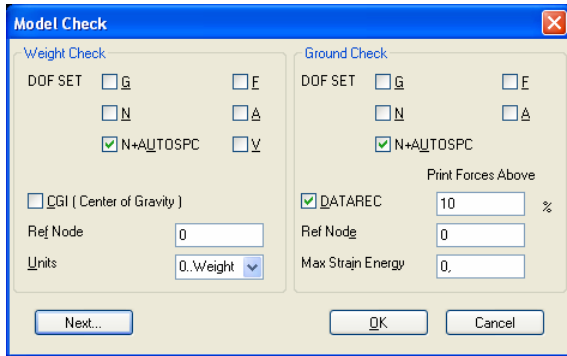 Model Check
Weight Check
DOF SET G F
N A
N+AUTOSPC V
CGI ( Center of Gravity )
Ref Node 0
Units 0..Weight
Ground Check
DOF SET G F
N A
N+AUTOSPC
Print Forces Above
DATAREC 10 %
Ref Node 0
Max Strain Energy 0,
Next... OK Cancel